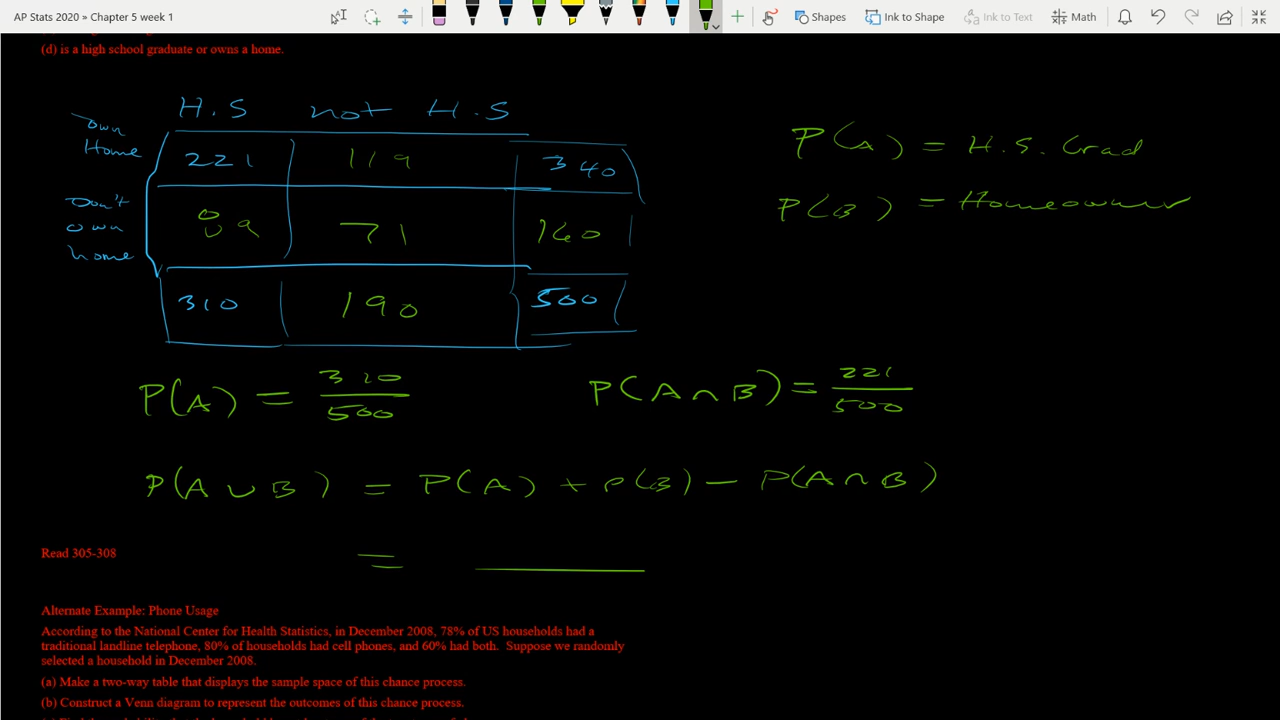 AP Stats 2020 » Chapter 5 week 1
Shapes Ink to Shape Ink to Text Math
(d) is a high school graduate or owns a home.
H.S not H.S
own Home 221 119 340
Don't own home 89 71 160
310 190 500
P(A) = H.S. Grad
P(B) = Homeowner
P(A) = 310/500
P(A ∩ B) = 221/500
P(A ∪ B) = P(A) + P(B) - P(A ∩ B)
=
Read 305-308
Alternate Example: Phone Usage
According to the National Center for Health Statistics, in December 2008, 78% of US households had a
traditional landline telephone, 80% of households had cell phones, and 60% had both. Suppose we randomly
selected a household in December 2008.
(a) Make a two-way table that displays the sample space of this chance process.
(b) Construct a Venn diagram to represent the outcomes of this chance process.